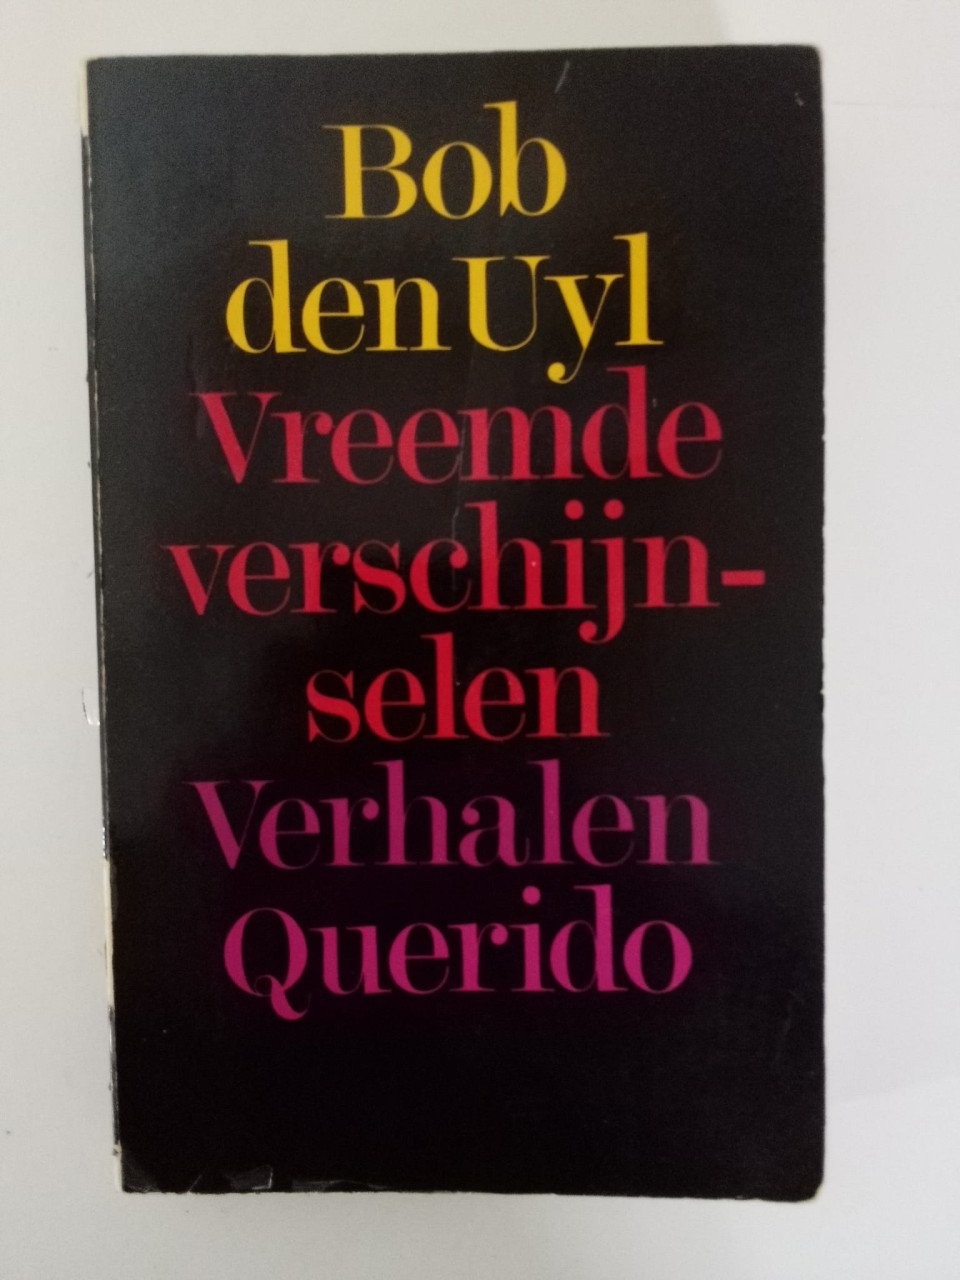 Bob
den Uyl
Vreemde
verschijn-
selen
Verhalen
Querido